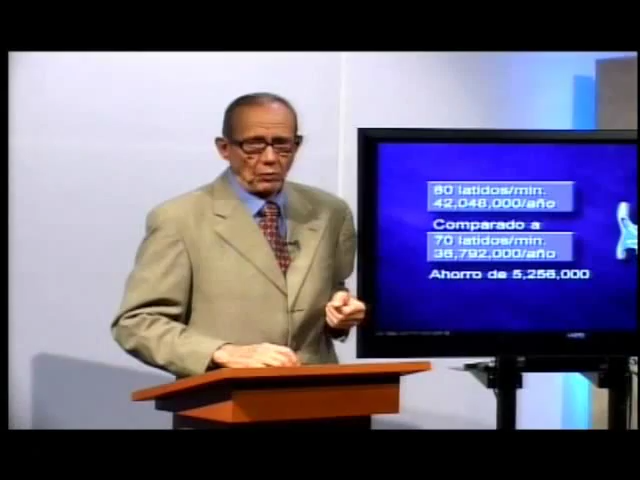 80 latidos/min.
42,048,000/año
Comparado a
70 latidos/min.
36,792,000/año
Ahorro de 5,256,000